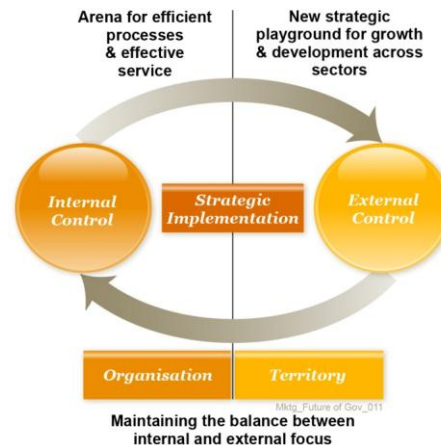 Arena for efficient
processes
& effective
service
New strategic
playground for growth
& development across
sectors
Internal
Control
Strategic
Implementation
External
Control
Organisation
Territory
Mktg_Future of Gov_011
Maintaining the balance between
internal and external focus